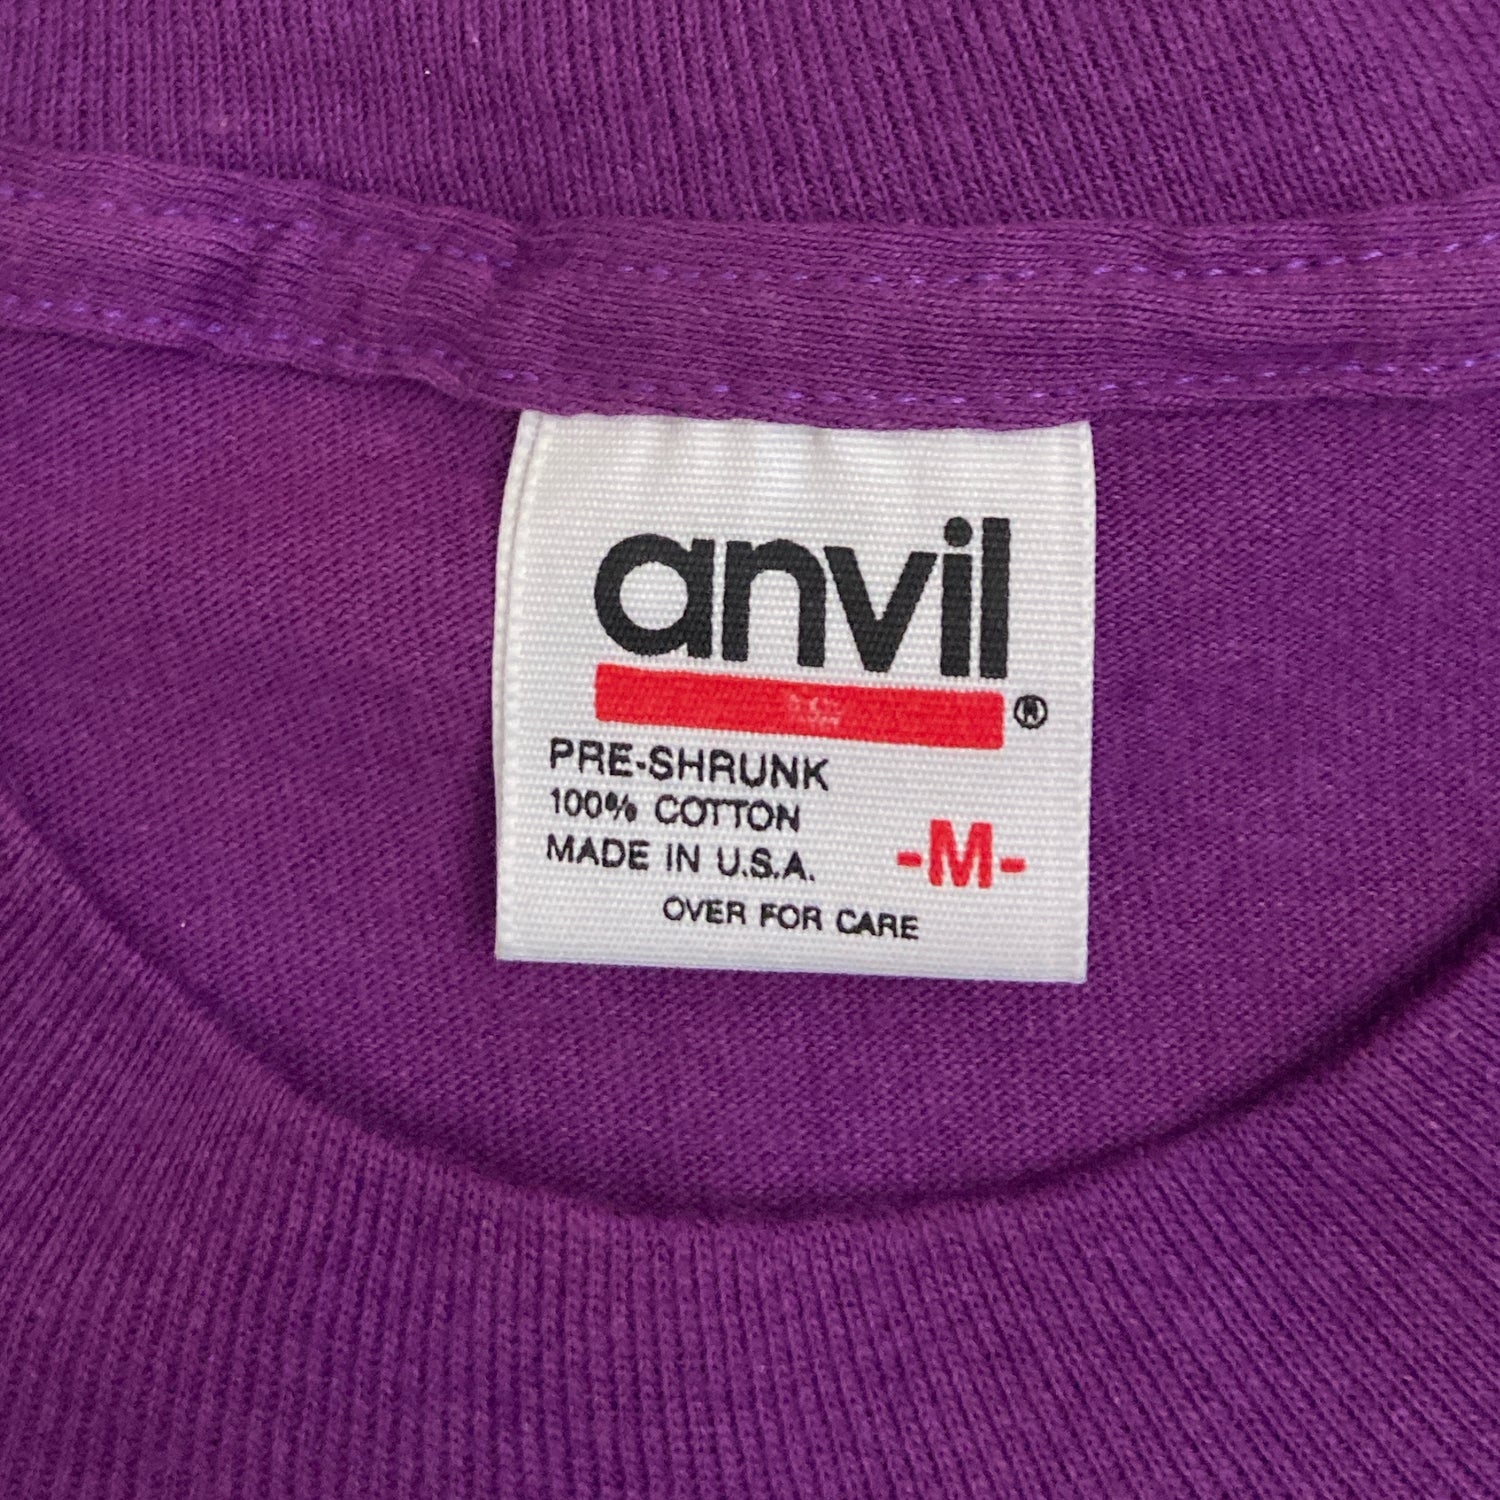 anvil®
PRE-SHRUNK
100% COTTON
MADE IN U.S.A. -M-
OVER FOR CARE